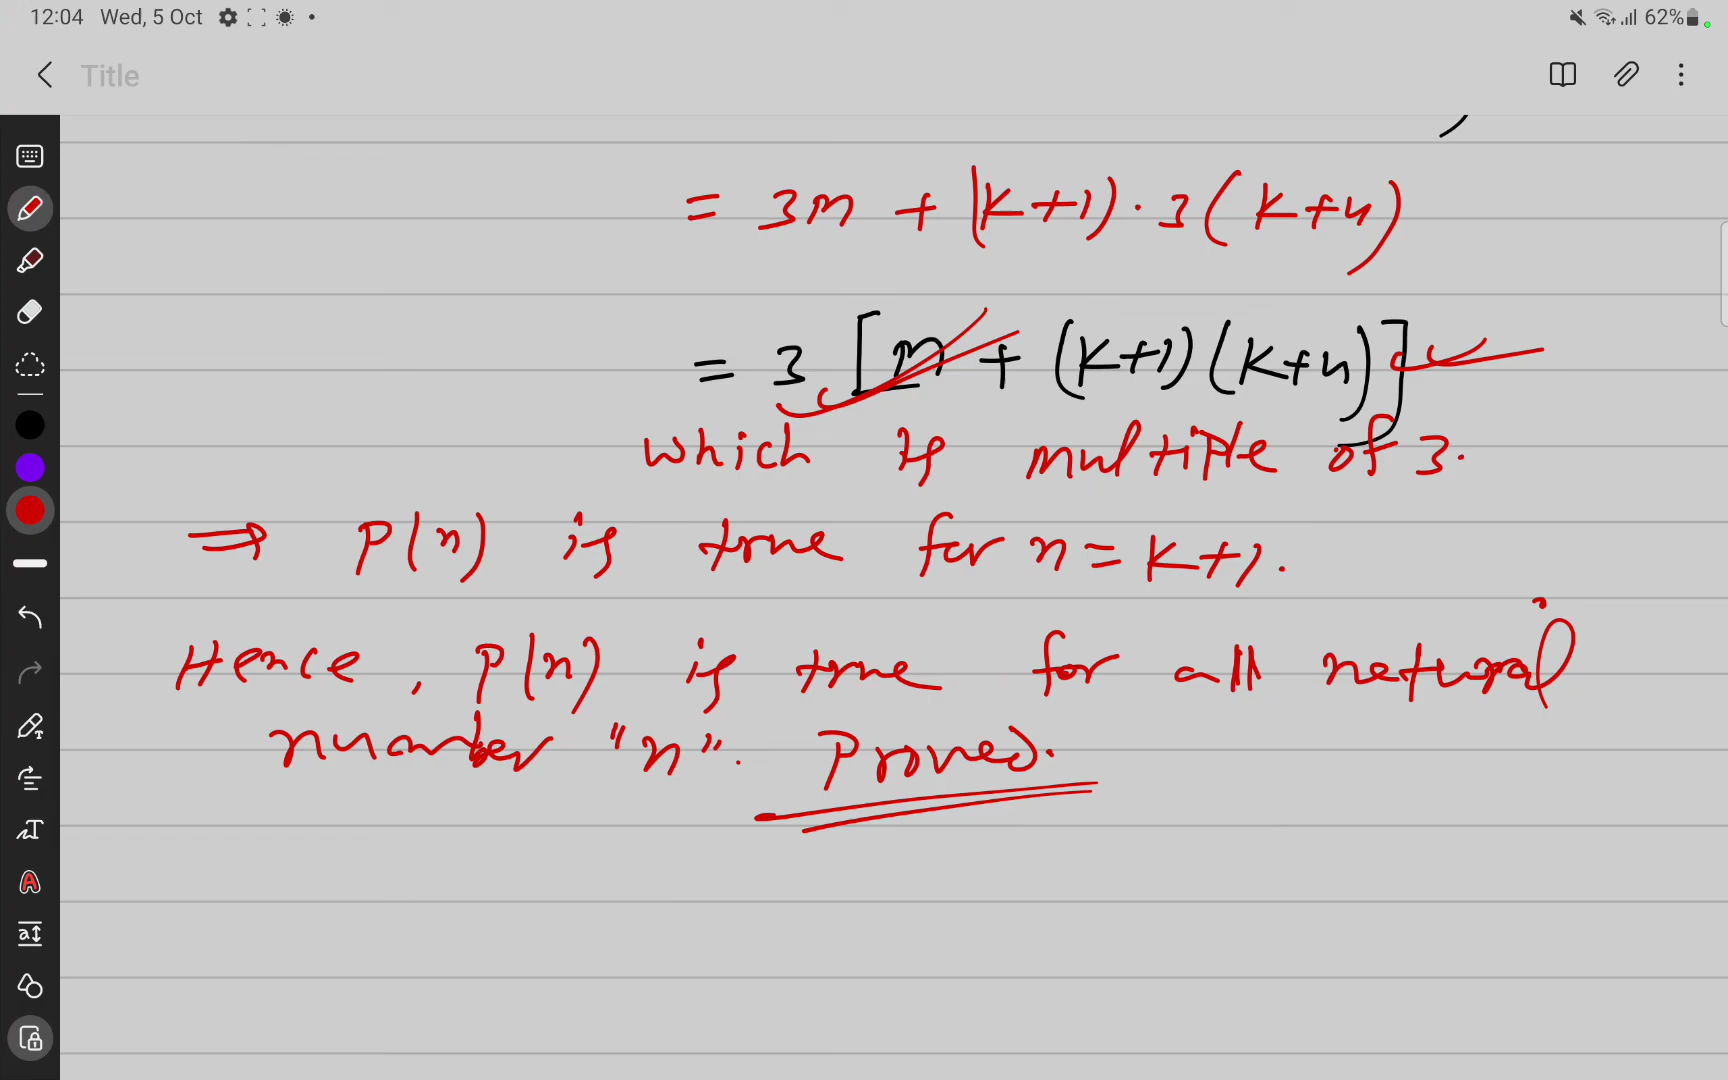 12:04 Wed, 5 Oct 62%
Title
= 3m + (k+1)·3(k+4)
= 3 [m + (k+1)(k+4)]
which is multiple of 3.
⇒ P(n) is true for n = k+1.
Hence, P(n) is true for all natural
number "n". Proved.